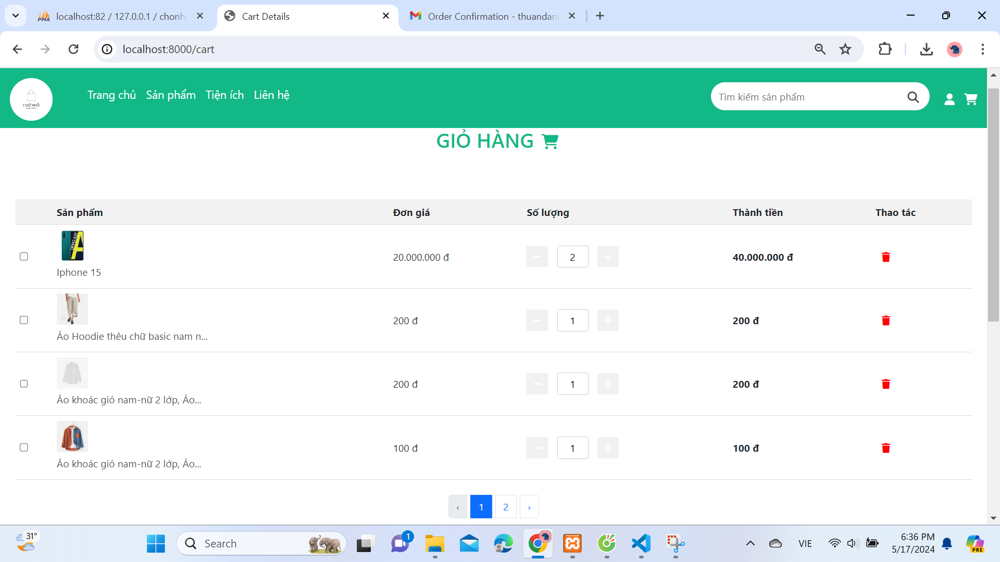 localhost:82 / 127.0.0.1 / chonh
Cart Details
Order Confirmation - thuandan
localhost:8000/cart
CHỢ NHỎ
Trang chủ Sản phẩm Tiện ích Liên hệ
Tìm kiếm sản phẩm
GIỎ HÀNG
Sản phẩm Đơn giá Số lượng Thành tiền Thao tác
OPPO A31
Iphone 15
20.000.000 đ 2 40.000.000 đ
Áo Hoodie thêu chữ basic nam n...
200 đ 1 200 đ
Áo khoác gió nam-nữ 2 lớp, Áo...
200 đ 1 200 đ
Áo khoác gió nam-nữ 2 lớp, Áo...
100 đ 1 100 đ
‹ 1 2 ›
31°
Search
1
VIE
6:36 PM
5/17/2024
PRE